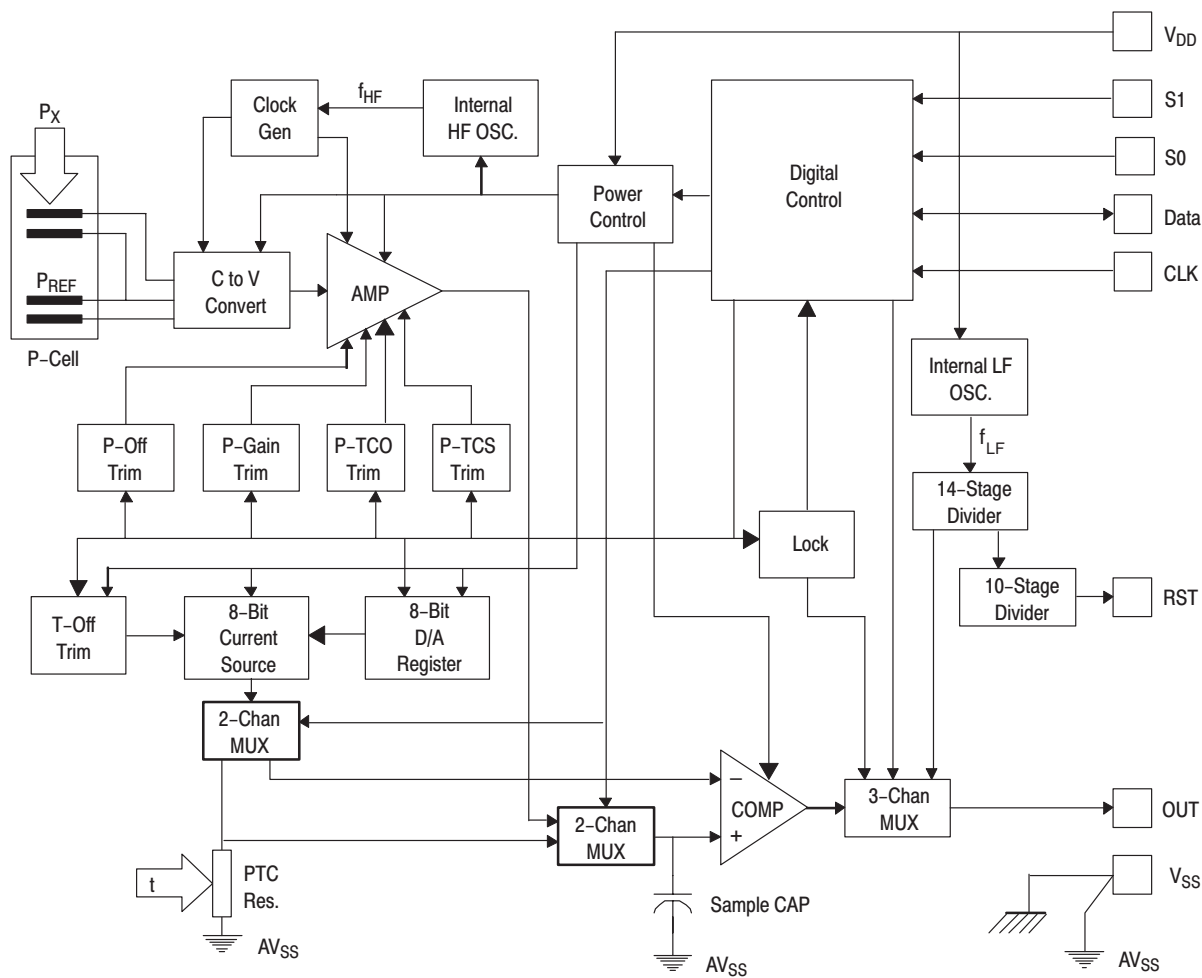 V_DD
S1
S0
Data
CLK
Clock
Gen
f_HF
Internal
HF OSC.
P_X
Digital
Control
Power
Control
P_REF
C to V
Convert
AMP
P–Cell
Internal LF
OSC.
f_LF
P–Off
Trim
P–Gain
Trim
P–TCO
Trim
P–TCS
Trim
14–Stage
Divider
Lock
10–Stage
Divider
RST
T–Off
Trim
8–Bit
Current
Source
8–Bit
D/A
Register
2–Chan
MUX
−
COMP
+
3–Chan
MUX
OUT
2–Chan
MUX
t
PTC
Res.
Sample CAP
V_SS
AV_SS
AV_SS
AV_SS